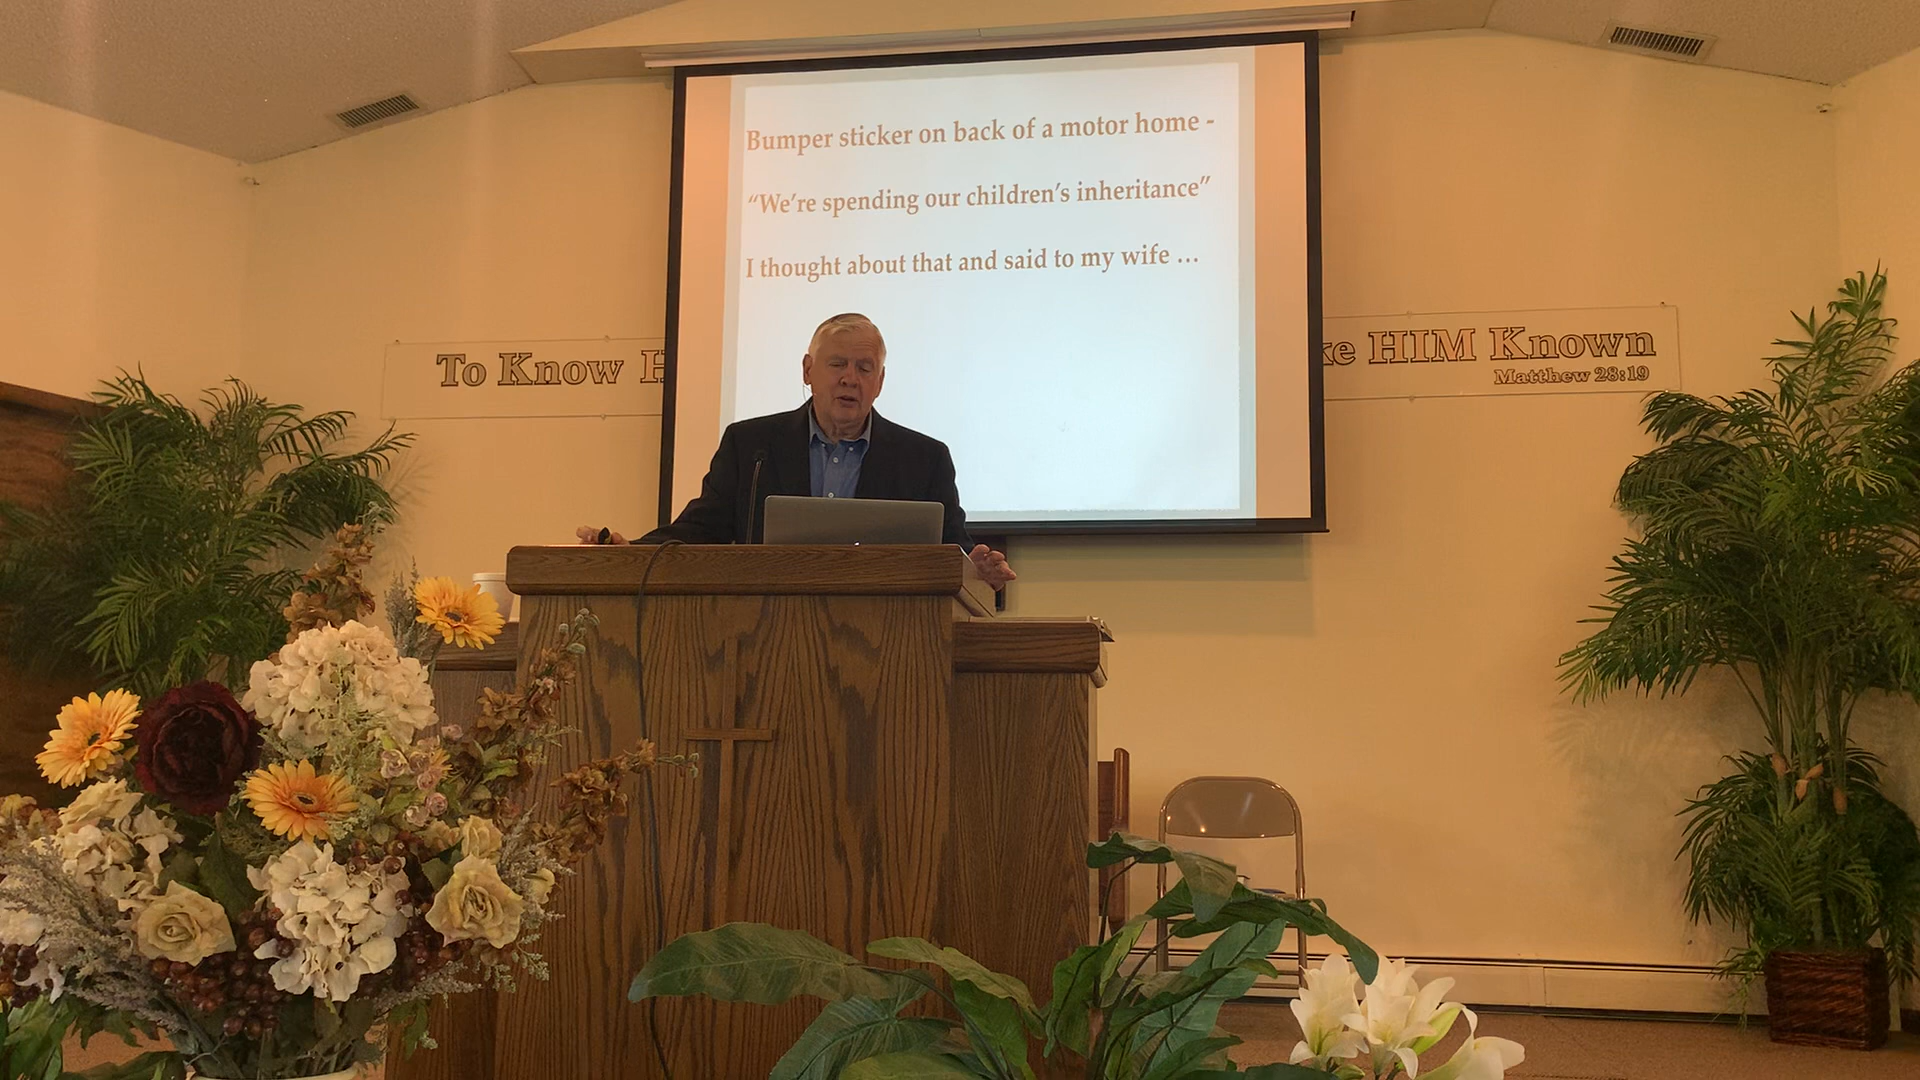 Bumper sticker on back of a motor home -
“We’re spending our children’s inheritance”
I thought about that and said to my wife ...
To Know
HIM Known
Matthew 28:19